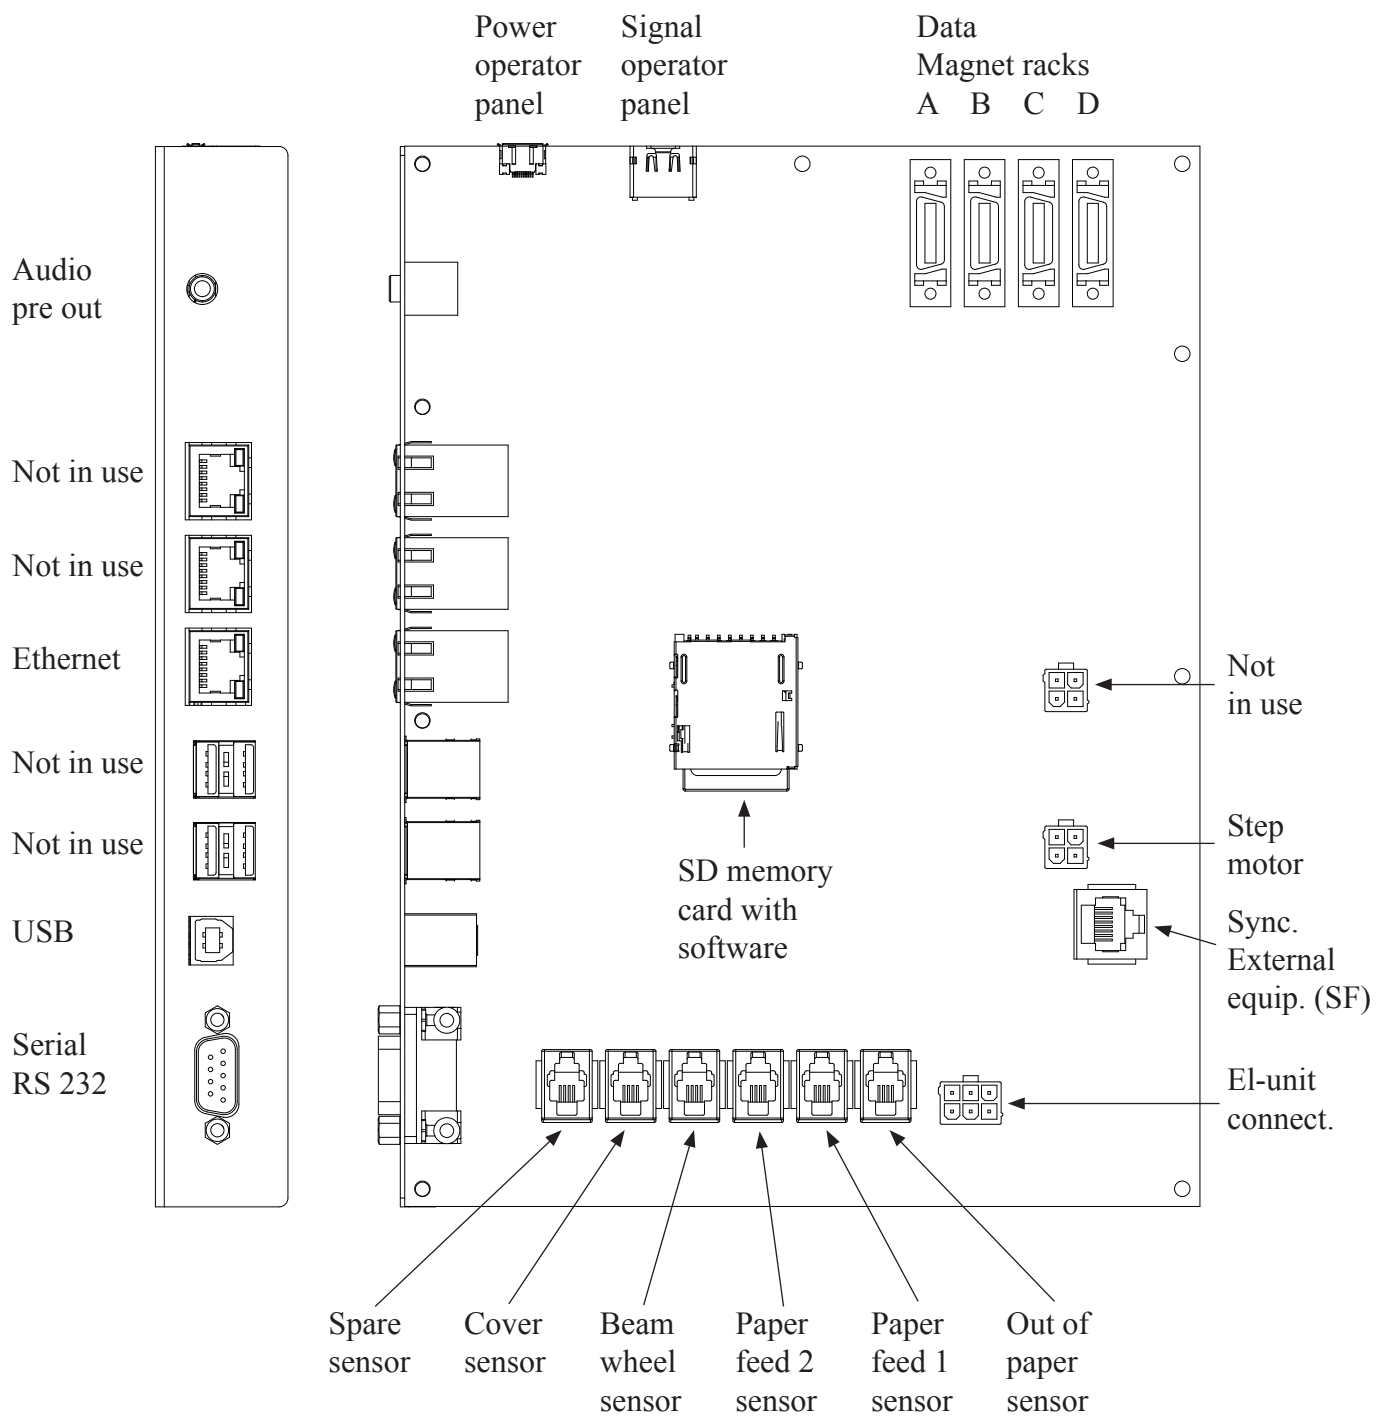 Power
operator
panel
Signal
operator
panel
Data
Magnet racks
A B C D
Audio
pre out
Not in use
Not in use
Ethernet
Not in use
Not in use
USB
Serial
RS 232
SD memory
card with
software
Not
in use
Step
motor
Sync.
External
equip. (SF)
El-unit
connect.
Spare
sensor
Cover
sensor
Beam
wheel
sensor
Paper
feed 2
sensor
Paper
feed 1
sensor
Out of
paper
sensor